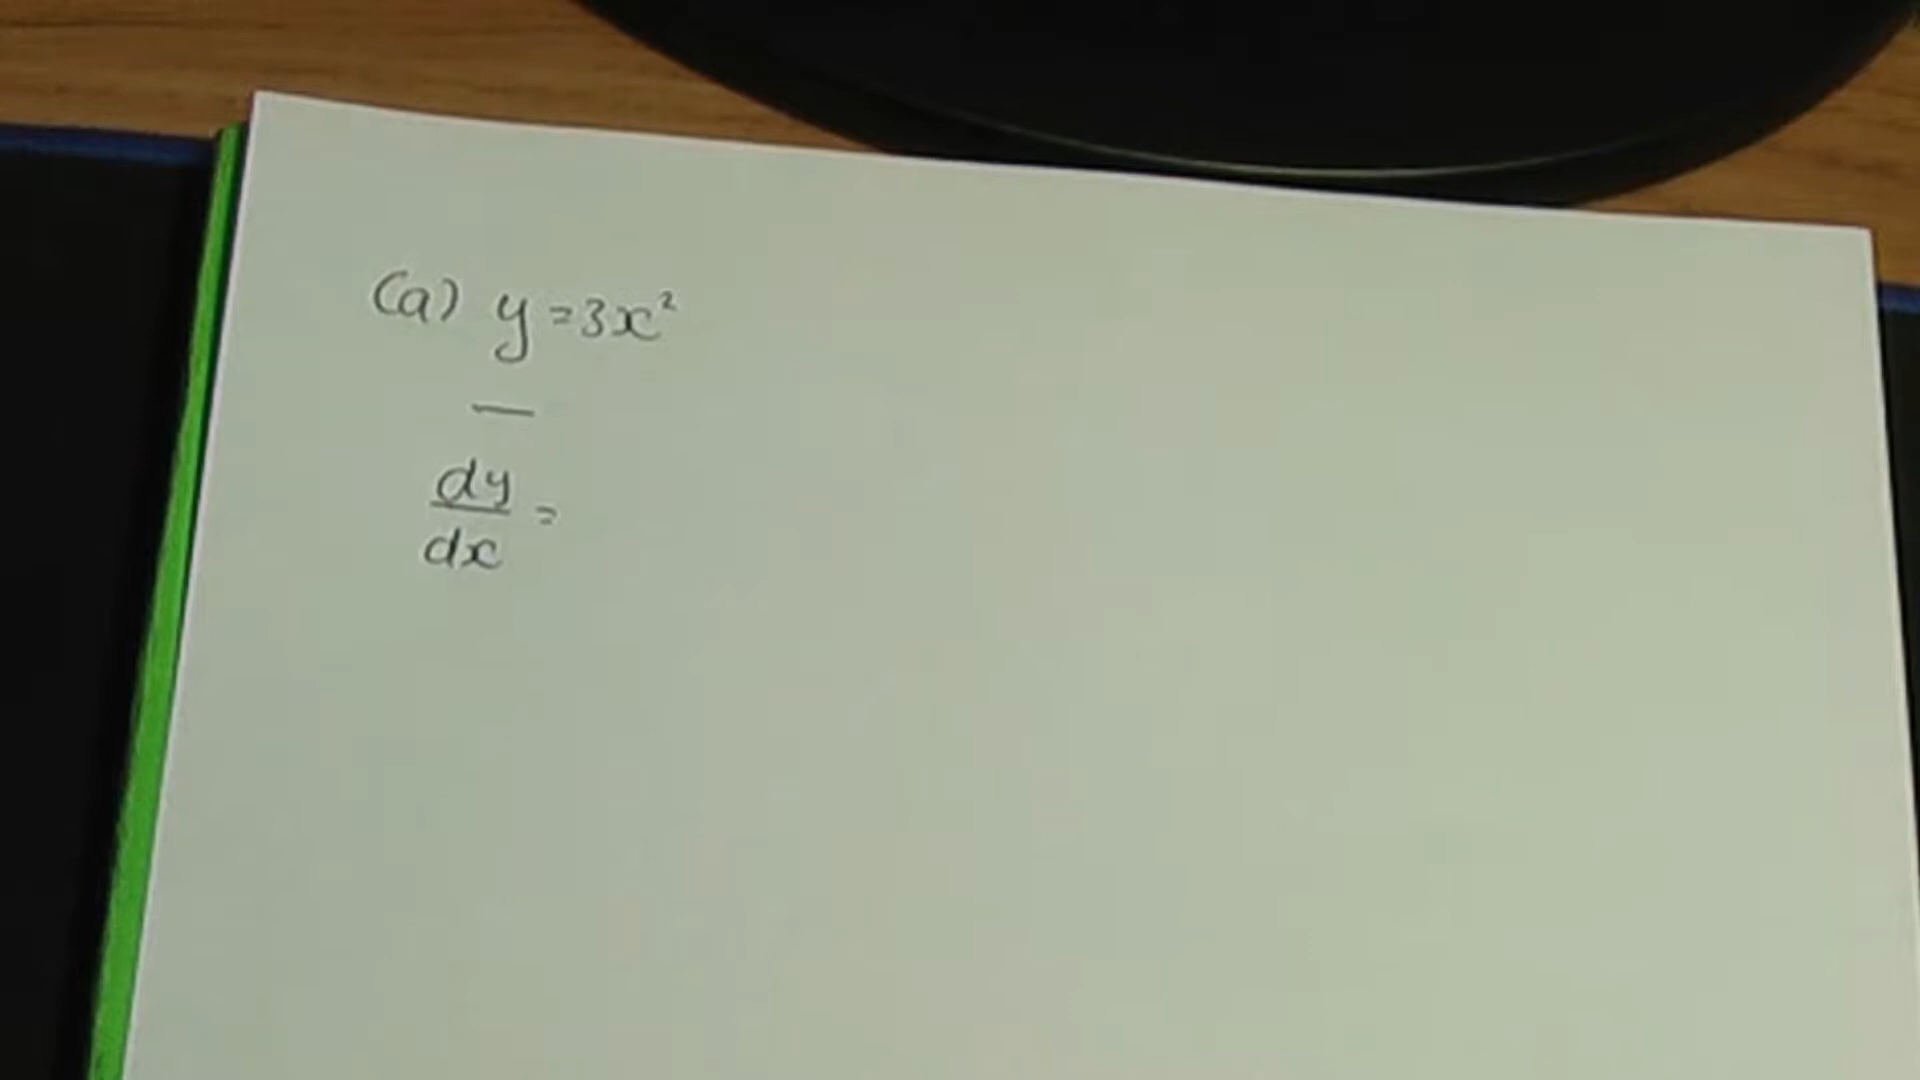 (a) y = 3x²
—
dy/dx =